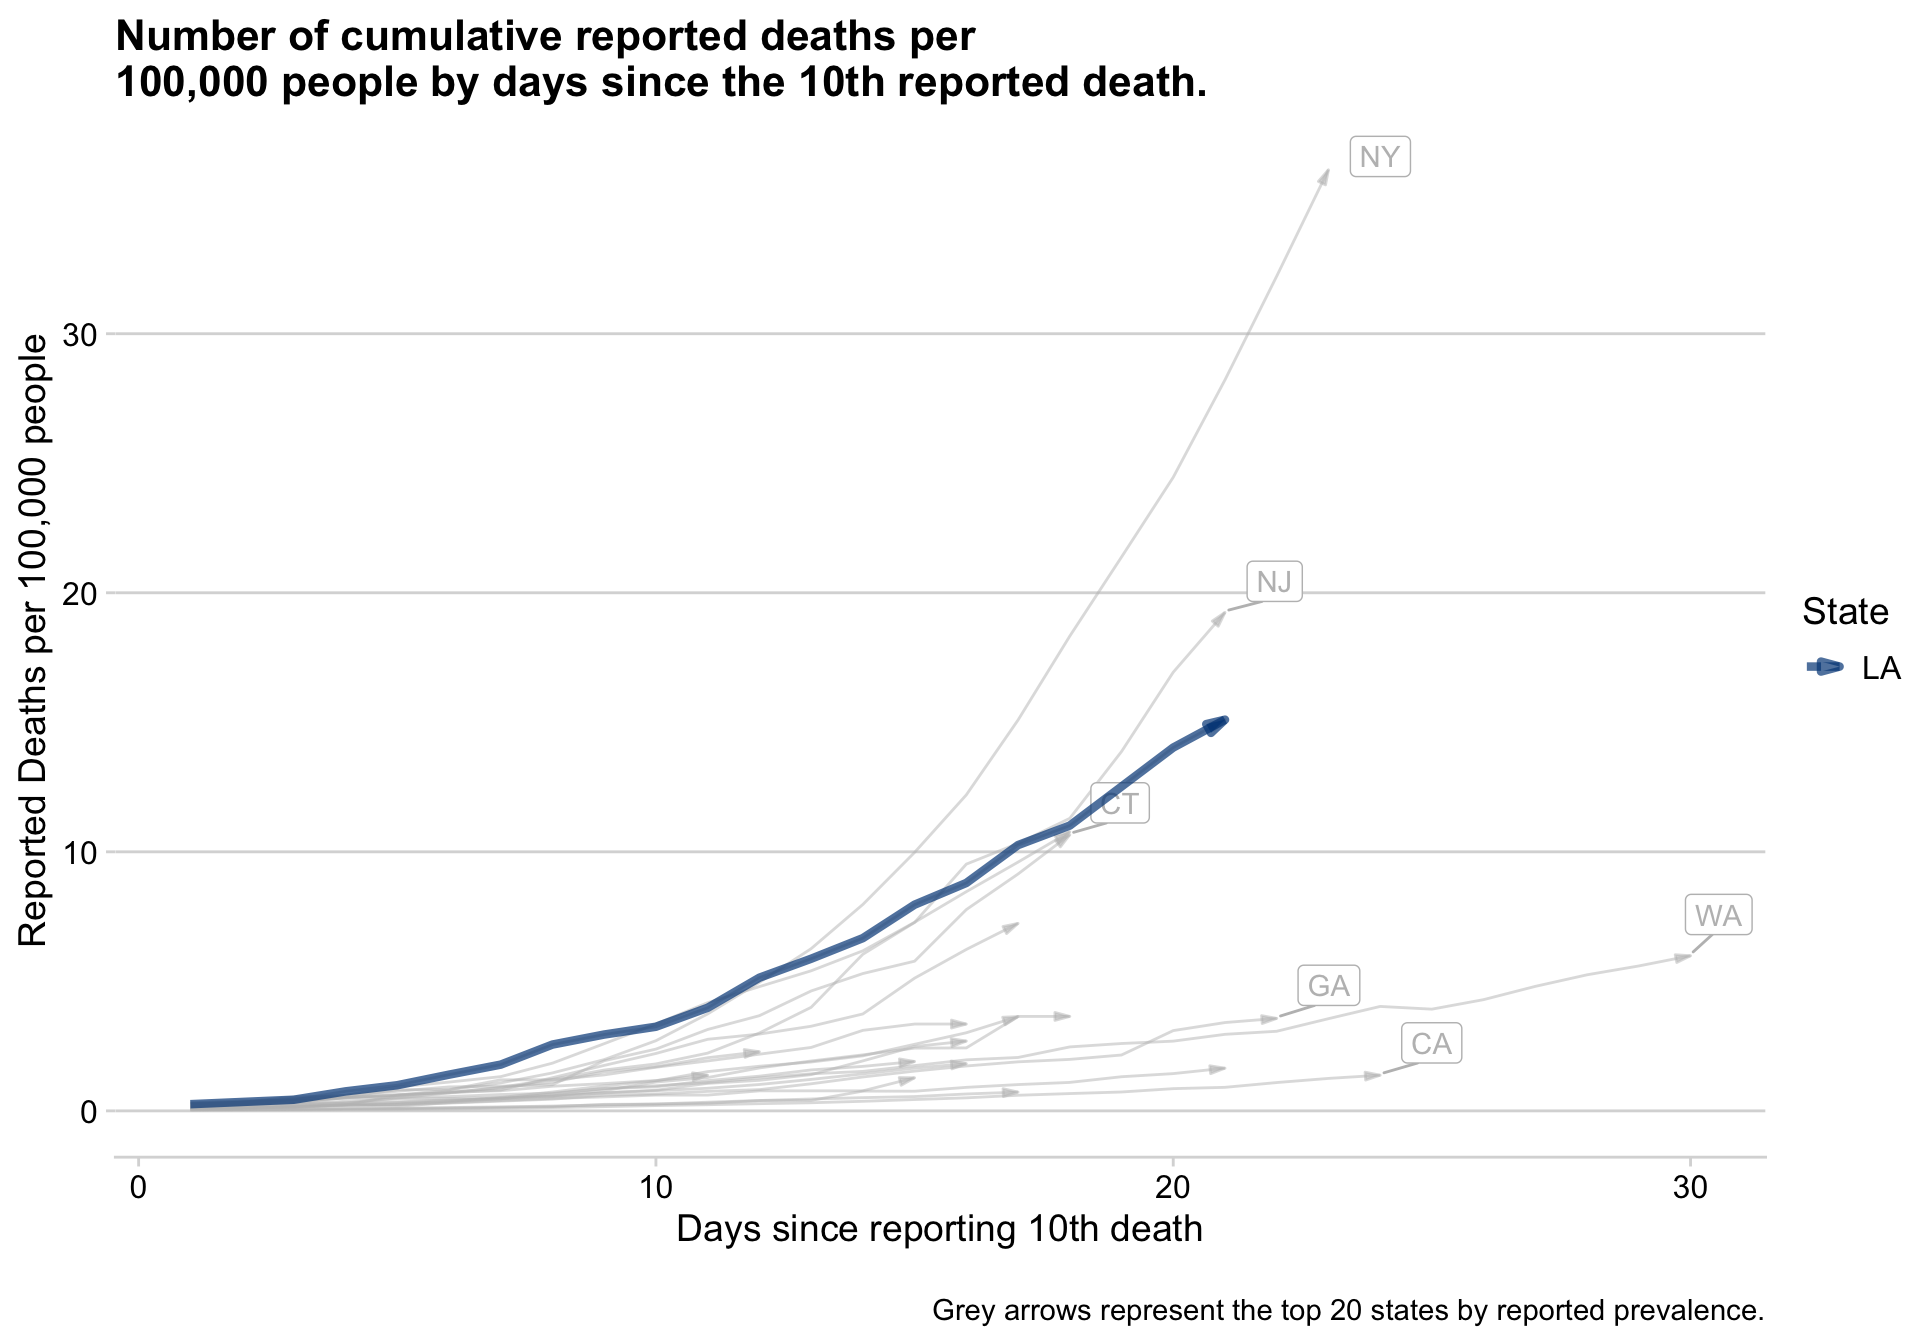 Number of cumulative reported deaths per
100,000 people by days since the 10th reported death.
Reported Deaths per 100,000 people
30
20
10
0
NY
NJ
CT
WA
GA
CA
State
LA
0
10
20
30
Days since reporting 10th death
Grey arrows represent the top 20 states by reported prevalence.